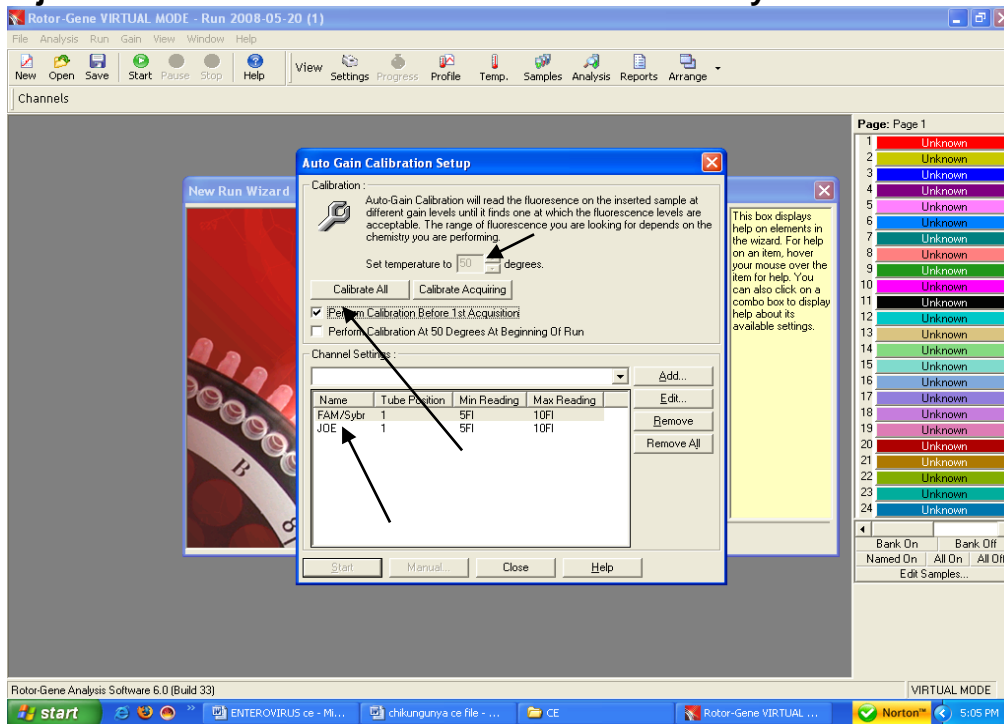 Rotor-Gene VIRTUAL MODE - Run 2008-05-20 (1)
File Analysis Run Gain View Window Help
New Open Save Start Pause Stop Help View Settings Progress Profile Temp. Samples Analysis Reports Arrange
Channels
Page: Page 1
1 Unknown
2 Unknown
3 Unknown
4 Unknown
5 Unknown
6 Unknown
7 Unknown
8 Unknown
9 Unknown
10 Unknown
11 Unknown
12 Unknown
13 Unknown
14 Unknown
15 Unknown
16 Unknown
17 Unknown
18 Unknown
19 Unknown
20 Unknown
21 Unknown
22 Unknown
23 Unknown
24 Unknown
Bank On Bank Off
Named On All On All Off
Edit Samples...
New Run Wizard
This box displays
help on elements in
the wizard. For help
on an item, hover
your mouse over the
item for help. You
can also click on a
combo box to display
help about its
available settings.
Auto Gain Calibration Setup
Calibration :
Auto-Gain Calibration will read the fluoresence on the inserted sample at
different gain levels until it finds one at which the fluorescence levels are
acceptable. The range of fluorescence you are looking for depends on the
chemistry you are performing.
Set temperature to 50 degrees.
Calibrate All Calibrate Acquiring
Perform Calibration Before 1st Acquisition
Perform Calibration At 50 Degrees At Beginning Of Run
Channel Settings :
Add...
Name Tube Position Min Reading Max Reading
FAM/Sybr 1 5Fl 10Fl
JOE 1 5Fl 10Fl
Edit...
Remove
Remove All
Start Manual... Close Help
Rotor-Gene Analysis Software 6.0 (Build 33)
VIRTUAL MODE
start ENTEROVIRUS ce - Mi... chikungunya ce file - ... CE Rotor-Gene VIRTUAL ... Norton™ 5:05 PM